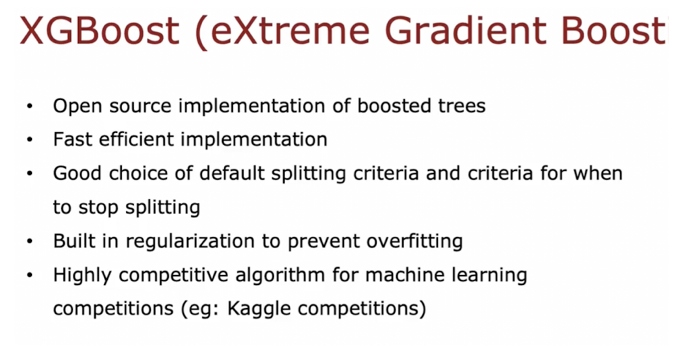 XGBoost (eXtreme Gradient Boost
• Open source implementation of boosted trees
• Fast efficient implementation
• Good choice of default splitting criteria and criteria for when
to stop splitting
• Built in regularization to prevent overfitting
• Highly competitive algorithm for machine learning
competitions (eg: Kaggle competitions)